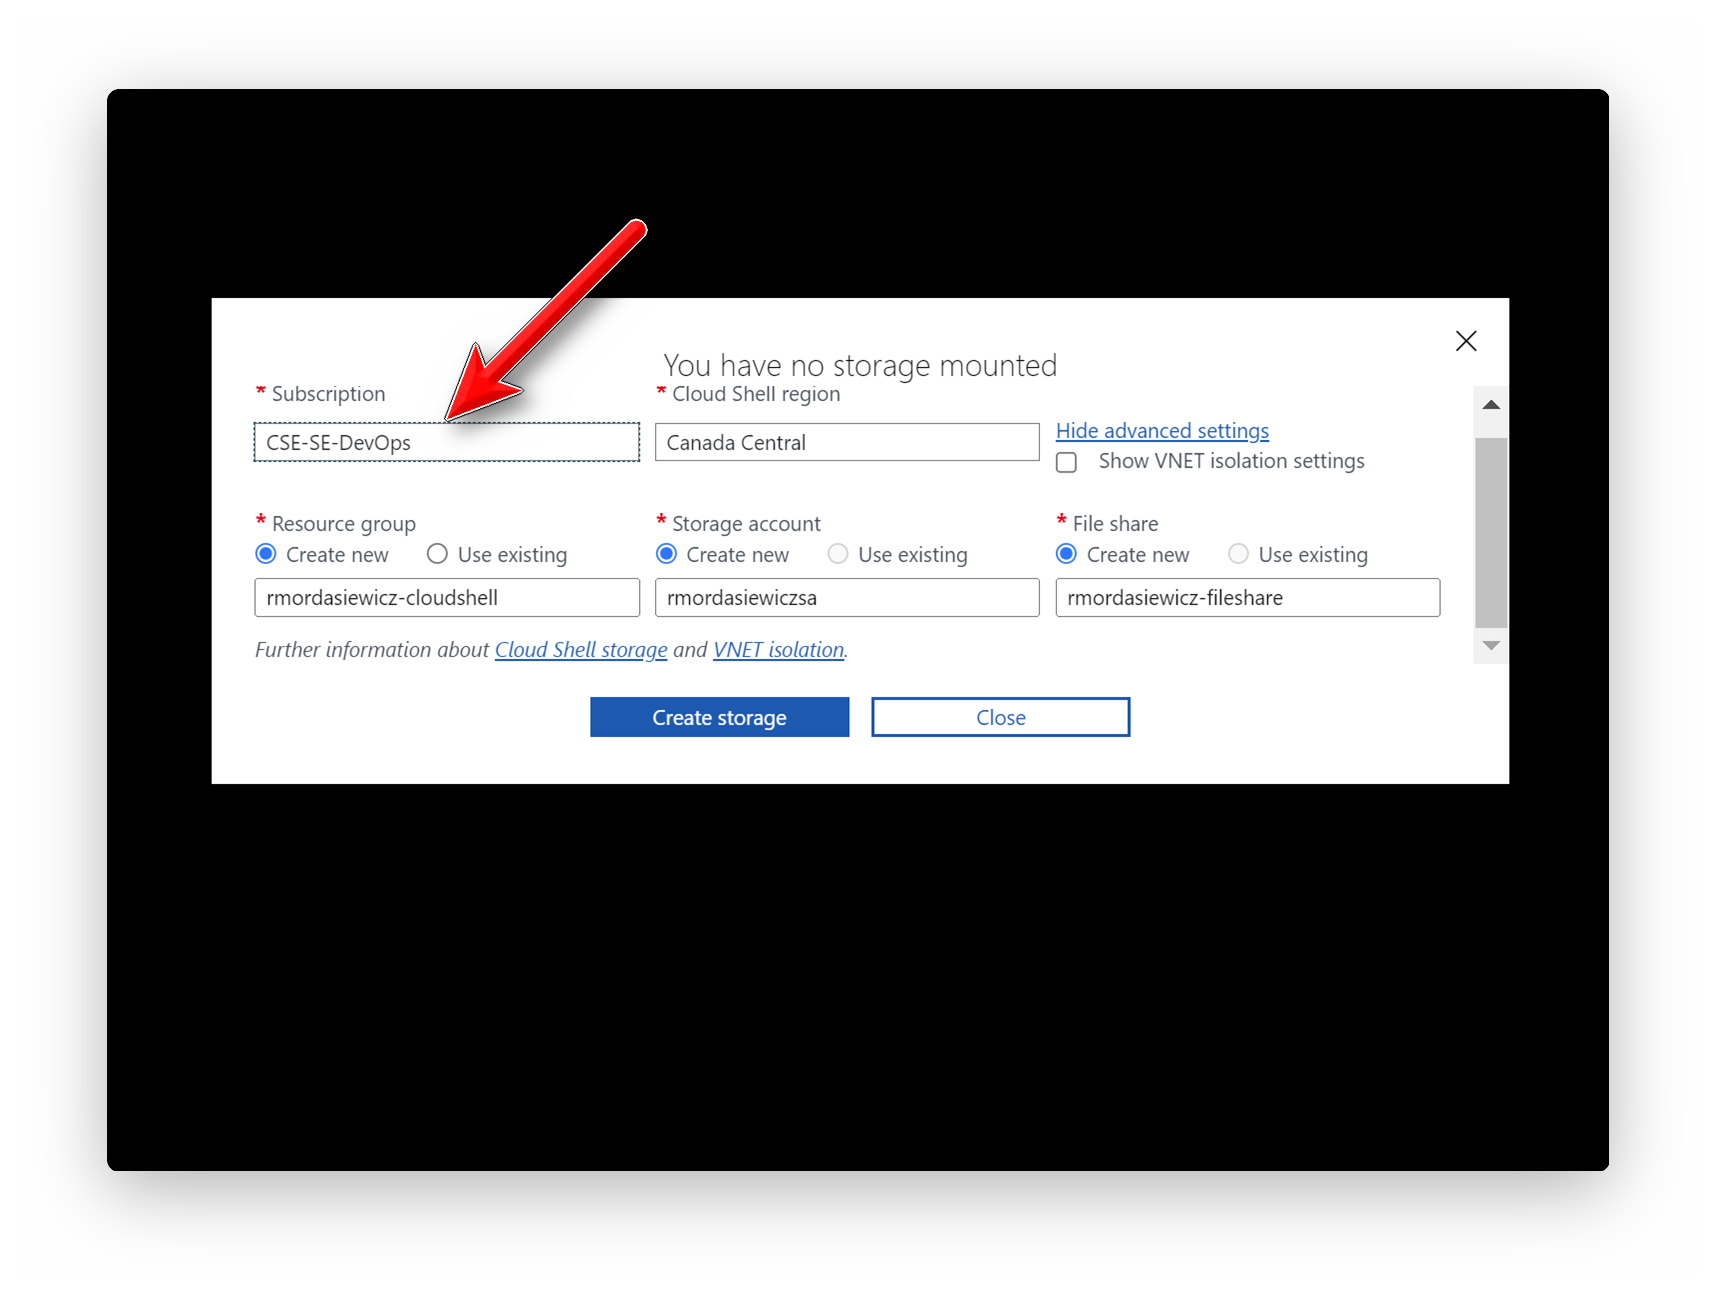 You have no storage mounted
* Subscription
* Cloud Shell region
CSE-SE-DevOps
Canada Central
Hide advanced settings
Show VNET isolation settings
* Resource group
* Storage account
* File share
Create new Use existing
Create new Use existing
Create new Use existing
rmordasiewicz-cloudshell
rmordasiewiczsa
rmordasiewicz-fileshare
Further information about Cloud Shell storage and VNET isolation.
Create storage
Close